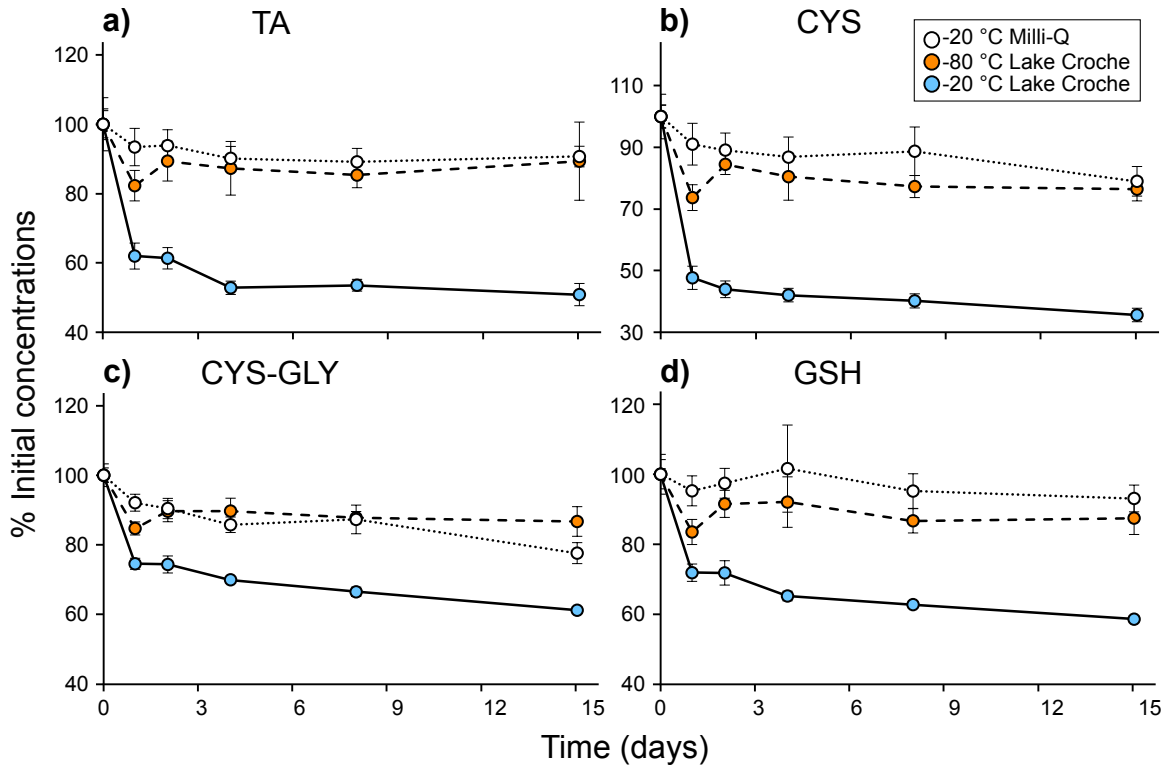 a) TA
120
100
80
60
40
b) CYS
110
90
70
50
30
-20 °C Milli-Q
-80 °C Lake Croche
-20 °C Lake Croche
c) CYS-GLY
120
100
80
60
40
0 3 6 9 12 15
d) GSH
120
100
80
60
40
0 3 6 9 12 15
% Initial concentrations
Time (days)